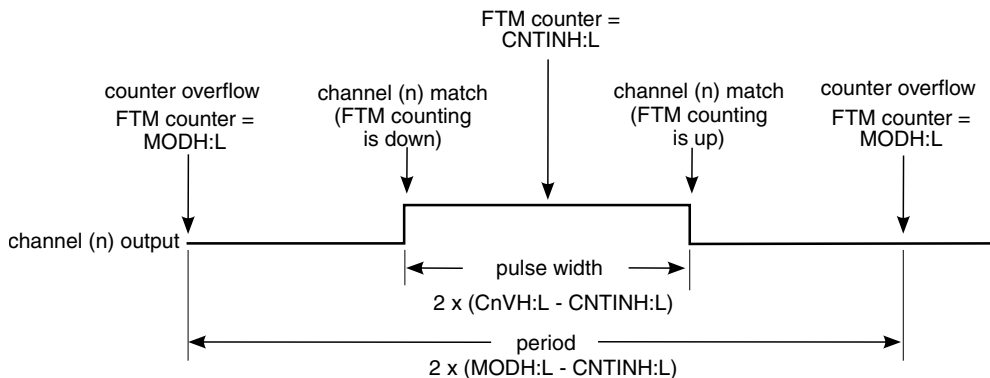 FTM counter =
CNTINH:L
counter overflow
FTM counter =
MODH:L
channel (n) match
(FTM counting
is down)
channel (n) match
(FTM counting
is up)
counter overflow
FTM counter =
MODH:L
channel (n) output
pulse width
2 x (CnVH:L - CNTINH:L)
period
2 x (MODH:L - CNTINH:L)